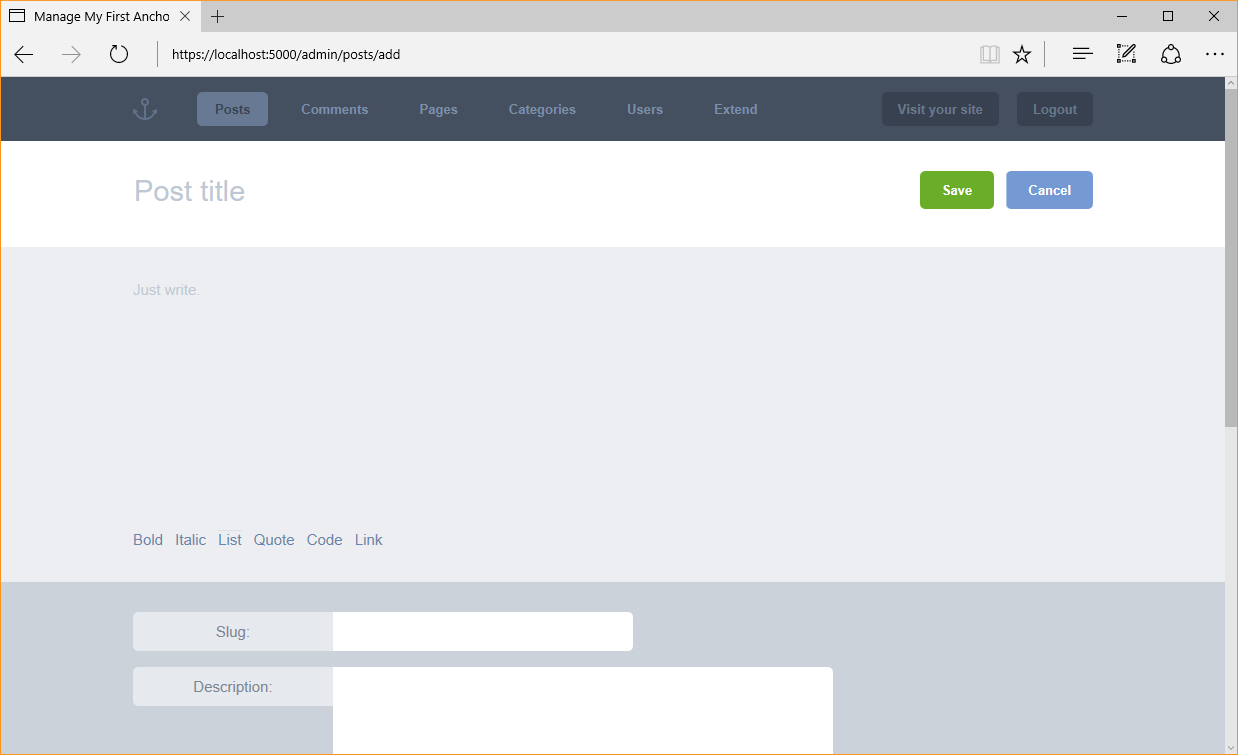 Manage My First Ancho
https://localhost:5000/admin/posts/add
Posts Comments Pages Categories Users Extend Visit your site Logout
Post title Save Cancel
Just write.
Bold Italic List Quote Code Link
Slug:
Description: